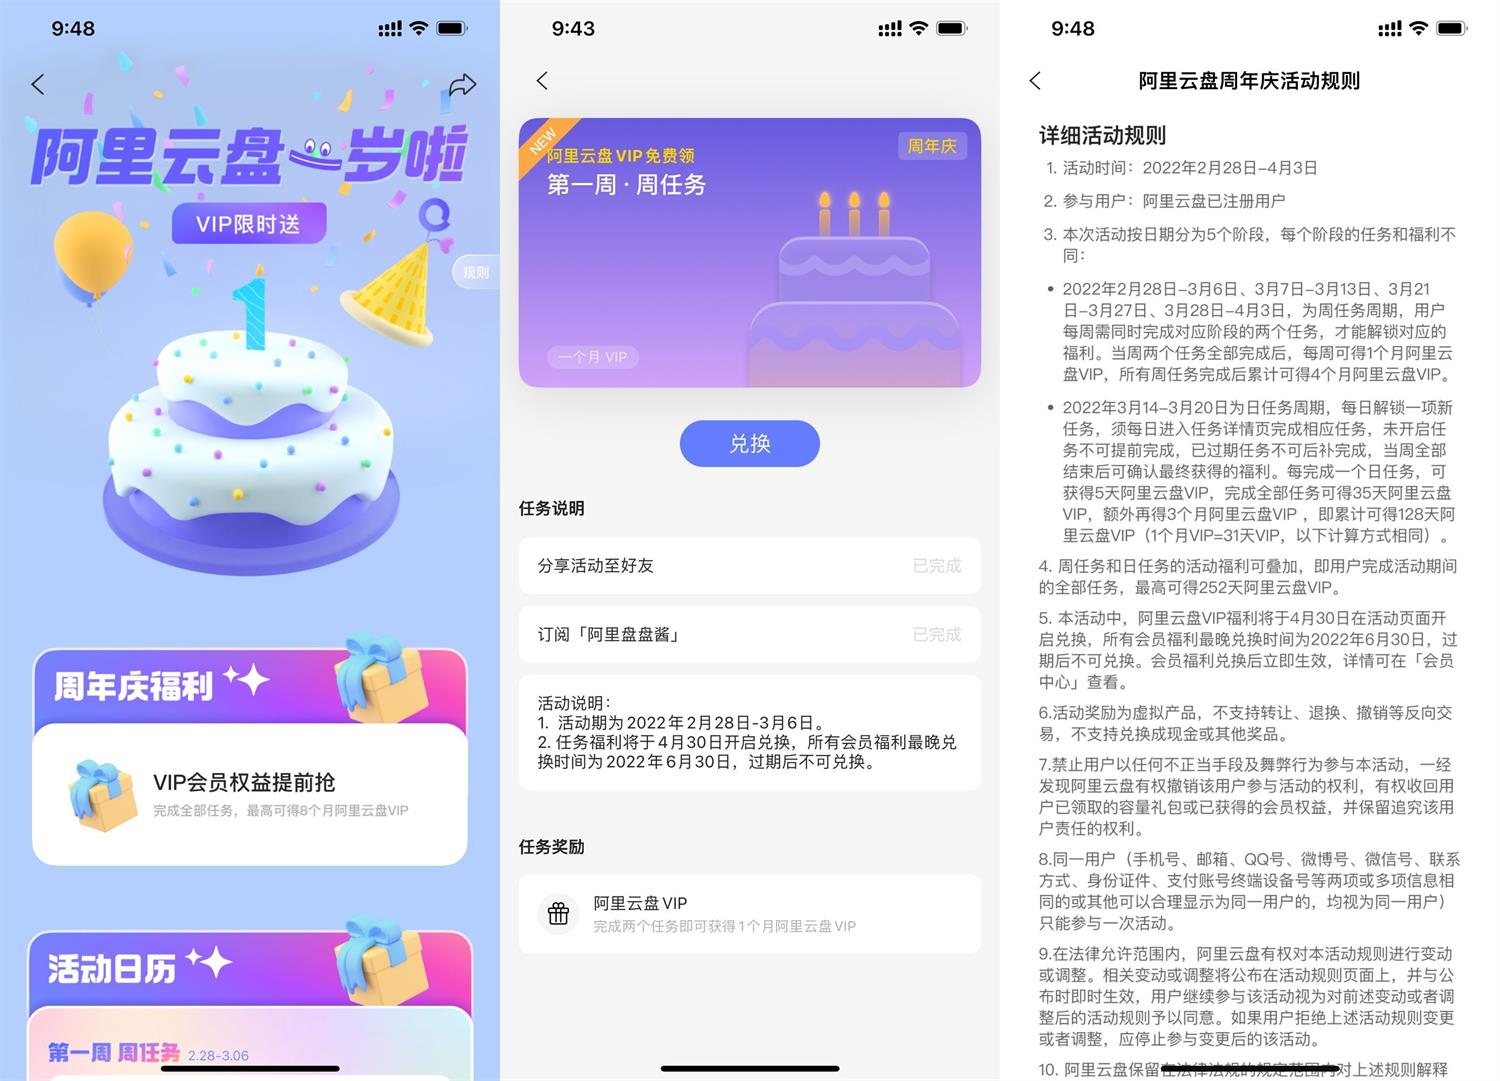 9:48
阿里云盘一岁啦
VIP限时送
规则
周年庆福利
VIP会员权益提前抢
完成全部任务，最高可得8个月阿里云盘VIP
活动日历
第一周 周任务 2.28-3.06
9:43
NEW
阿里云盘VIP免费领
周年庆
第一周·周任务
一个月 VIP
兑换
任务说明
分享活动至好友 已完成
订阅「阿里盘盘酱」 已完成
活动说明：
1. 活动期为2022年2月28日-3月6日。
2. 任务福利将于4月30日开启兑换，所有会员福利最晚兑
换时间为2022年6月30日，过期后不可兑换。
任务奖励
阿里云盘VIP
完成两个任务即可获得1个月阿里云盘VIP
9:48
阿里云盘周年庆活动规则
详细活动规则
1. 活动时间：2022年2月28日-4月3日
2. 参与用户：阿里云盘已注册用户
3. 本次活动按日期分为5个阶段，每个阶段的任务和福利不
同：
• 2022年2月28日-3月6日、3月7日-3月13日、3月21
日-3月27日、3月28日-4月3日，为周任务周期，用户
每周需同时完成对应阶段的两个任务，才能解锁对应的
福利。当周两个任务全部完成后，每周可得1个月阿里云
盘VIP，所有周任务完成后累计可得4个月阿里云盘VIP。
• 2022年3月14-3月20日为日任务周期，每日解锁一项新
任务，须每日进入任务详情页完成相应任务，未开启任
务不可提前完成，已过期任务不可后补完成，当周全部
结束后可确认最终获得的福利。每完成一个日任务，可
获得5天阿里云盘VIP，完成全部任务可得35天阿里云盘
VIP，额外再得3个月阿里云盘VIP ，即累计可得128天阿
里云盘VIP（1个月VIP=31天VIP，以下计算方式相同）。
4. 周任务和日任务的活动福利可叠加，即用户完成活动期间
的全部任务，最高可得252天阿里云盘VIP。
5. 本活动中，阿里云盘VIP福利将于4月30日在活动页面开
启兑换，所有会员福利最晚兑换时间为2022年6月30日，过
期后不可兑换。会员福利兑换后立即生效，详情可在「会员
中心」查看。
6.活动奖励为虚拟产品，不支持转让、退换、撤销等反向交
易，不支持兑换成现金或其他奖品。
7.禁止用户以任何不正当手段及舞弊行为参与本活动，一经
发现阿里云盘有权撤销该用户参与活动的权利，有权收回用
户已领取的容量礼包或已获得的会员权益，并保留追究该用
户责任的权利。
8.同一用户（手机号、邮箱、QQ号、微博号、微信号、联系
方式、身份证件、支付账号终端设备号等两项或多项信息相
同的或其他可以合理显示为同一用户的，均视为同一用户）
只能参与一次活动。
9.在法律允许范围内，阿里云盘有权对本活动规则进行变动
或调整。相关变动或调整将公布在活动规则页面上，并与公
布时即时生效，用户继续参与该活动视为对前述变动或者调
整后的活动规则予以同意。如果用户拒绝上述活动规则变更
或者调整，应停止参与变更后的该活动。
10. 阿里云盘保留在法律法规的规定范围内对上述规则解释